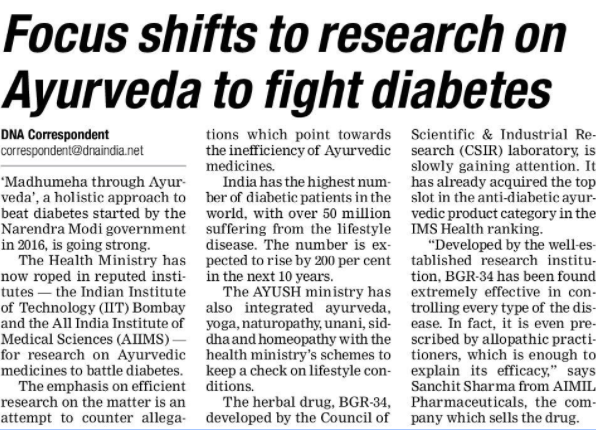 Focus shifts to research on
Ayurveda to fight diabetes
DNA Correspondent
correspondent@dnaindia.net
‘Madhumeha through Ayur-
veda’, a holistic approach to
beat diabetes started by the
Narendra Modi government
in 2016, is going strong.
The Health Ministry has
now roped in reputed insti-
tutes — the Indian Institute
of Technology (IIT) Bombay
and the All India Institute of
Medical Sciences (AIIMS) —
for research on Ayurvedic
medicines to battle diabetes.
The emphasis on efficient
research on the matter is an
attempt to counter allega-
tions which point towards
the inefficiency of Ayurvedic
medicines.
India has the highest num-
ber of diabetic patients in the
world, with over 50 million
suffering from the lifestyle
disease. The number is ex-
pected to rise by 200 per cent
in the next 10 years.
The AYUSH ministry has
also integrated ayurveda,
yoga, naturopathy, unani, sid-
dha and homeopathy with the
health ministry’s schemes to
keep a check on lifestyle con-
ditions.
The herbal drug, BGR-34,
developed by the Council of
Scientific & Industrial Re-
search (CSIR) laboratory, is
slowly gaining attention. It
has already acquired the top
slot in the anti-diabetic ayur-
vedic product category in the
IMS Health ranking.
“Developed by the well-es-
tablished research institu-
tion, BGR-34 has been found
extremely effective in con-
trolling every type of the dis-
ease. In fact, it is even pre-
scribed by allopathic practi-
tioners, which is enough to
explain its efficacy,” says
Sanchit Sharma from AIMIL
Pharmaceuticals, the com-
pany which sells the drug.